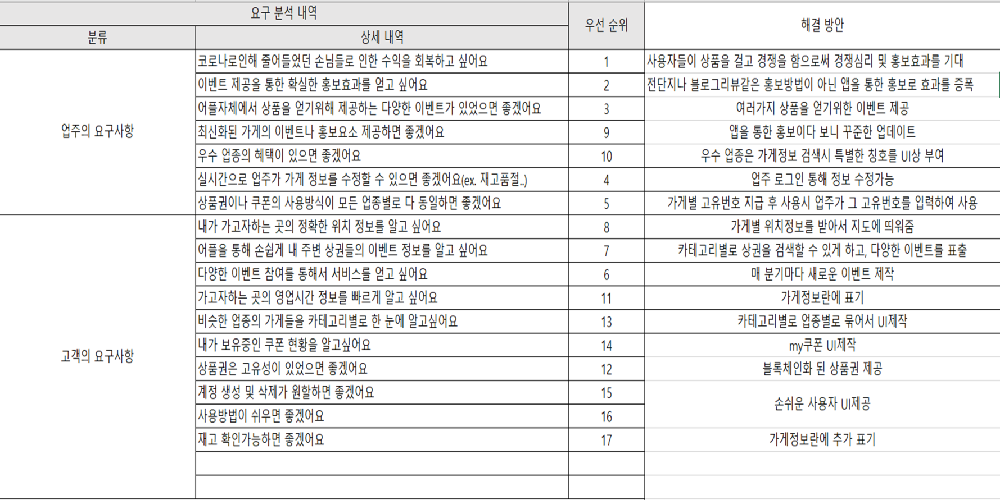 요구 분석 내역
우선 순위
해결 방안
분류
상세 내역
업주의 요구사항
코로나로인해 줄어들었던 손님들로 인한 수익을 회복하고 싶어요
1
사용자들이 상품을 걸고 경쟁을 함으로써 경쟁심리 및 홍보효과를 기대
이벤트 제공을 통한 확실한 홍보효과를 얻고 싶어요
2
전단지나 블로그리뷰같은 홍보방법이 아닌 앱을 통한 홍보로 효과를 증폭
어플자체에서 상품을 얻기위해 제공하는 다양한 이벤트가 있었으면 좋겠어요
3
여러가지 상품을 얻기위한 이벤트 제공
최신화된 가게의 이벤트나 홍보요소 제공하면 좋겠어요
9
앱을 통한 홍보이다 보니 꾸준한 업데이트
우수 업종의 혜택이 있으면 좋겠어요
10
우수 업종은 가게정보 검색시 특별한 칭호를 UI상 부여
실시간으로 업주가 가게 정보를 수정할 수 있으면 좋겠어요(ex. 재고품절..)
4
업주 로그인 통해 정보 수정가능
상품권이나 쿠폰의 사용방식이 모든 업종별로 다 동일하면 좋겠어요
5
가게별 고유번호 지급 후 사용시 업주가 그 고유번호를 입력하여 사용
고객의 요구사항
내가 가고자하는 곳의 정확한 위치 정보를 알고 싶어요
8
가게별 위치정보를 받아서 지도에 띄워줌
어플을 통해 손쉽게 내 주변 상권들의 이벤트 정보를 알고 싶어요
7
카테고리별로 상권을 검색할 수 있게 하고, 다양한 이벤트를 표출
다양한 이벤트 참여를 통해서 서비스를 얻고 싶어요
6
매 분기마다 새로운 이벤트 제작
가고자하는 곳의 영업시간 정보를 빠르게 알고 싶어요
11
가게정보란에 표기
비슷한 업종의 가게들을 카테고리별로 한 눈에 알고싶어요
13
카테고리별로 업종별로 묶어서 UI제작
내가 보유중인 쿠폰 현황을 알고싶어요
14
my쿠폰 UI제작
상품권은 고유성이 있었으면 좋겠어요
12
블록체인화 된 상품권 제공
계정 생성 및 삭제가 원할하면 좋겠어요
15
손쉬운 사용자 UI제공
사용방법이 쉬우면 좋겠어요
16
재고 확인가능하면 좋겠어요
17
가게정보란에 추가 표기